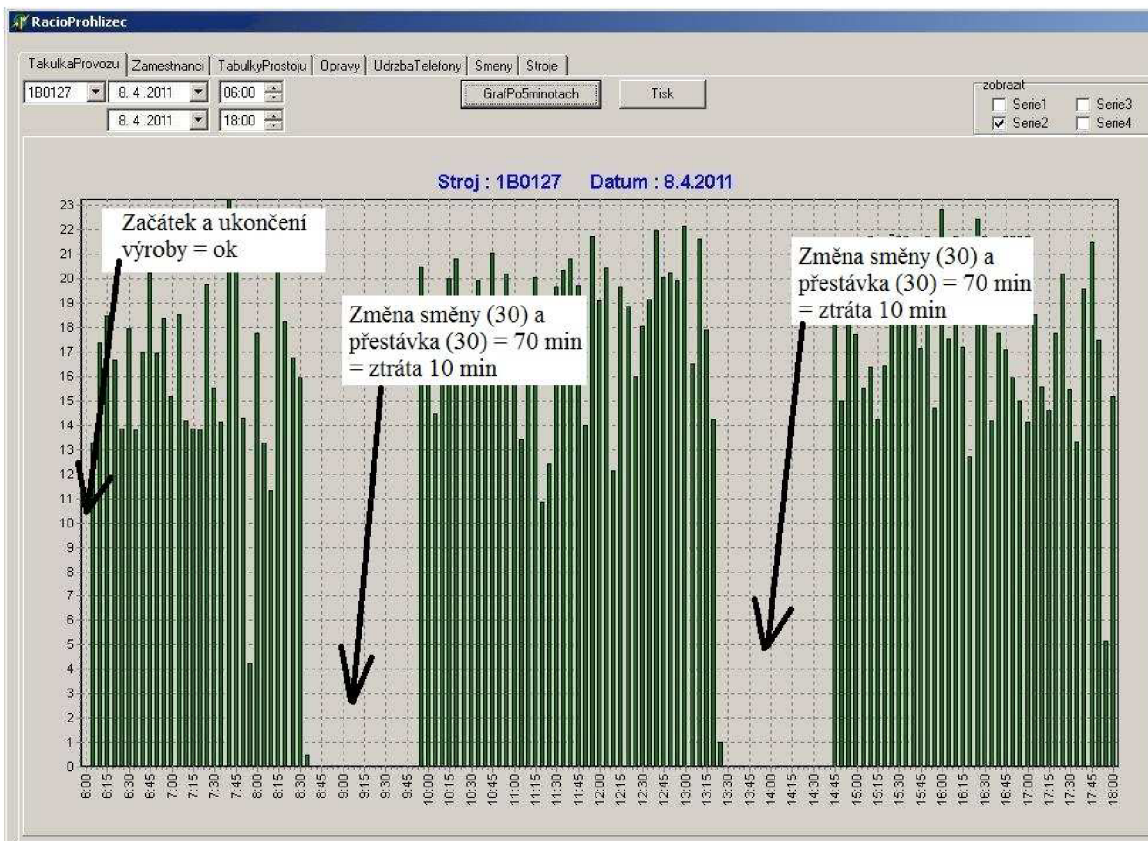 RacioProhlizec
TakulkaProvozu Zamestnanci TabulkyProstoju Opravy UdrzbaTelefony Smeny Stroje
1B0127 8. 4. 2011 06:00 GrafPo5minotach Tisk
8. 4. 2011 18:00
zobrazit
Serie1 Serie3
Serie2 Serie4
Stroj : 1B0127 Datum : 8.4.2011
Začátek a ukončení
výroby = ok
Změna směny (30) a
přestávka (30) = 70 min
= ztráta 10 min
Změna směny (30) a
přestávka (30) = 70 min
= ztráta 10 min
23
22
21
20
19
18
17
16
15
14
13
12
11
10
9
8
7
6
5
4
3
2
1
0
6:00 6:15 6:30 6:45 7:00 7:15 7:30 7:45 8:00 8:15 8:30 8:45 9:00 9:15 9:30 9:45 10:00 10:15 10:30 10:45 11:00 11:15 11:30 11:45 12:00 12:15 12:30 12:45 13:00 13:15 13:30 13:45 14:00 14:15 14:30 14:45 15:00 15:15 15:30 15:45 16:00 16:15 16:30 16:45 17:00 17:15 17:30 17:45 18:00